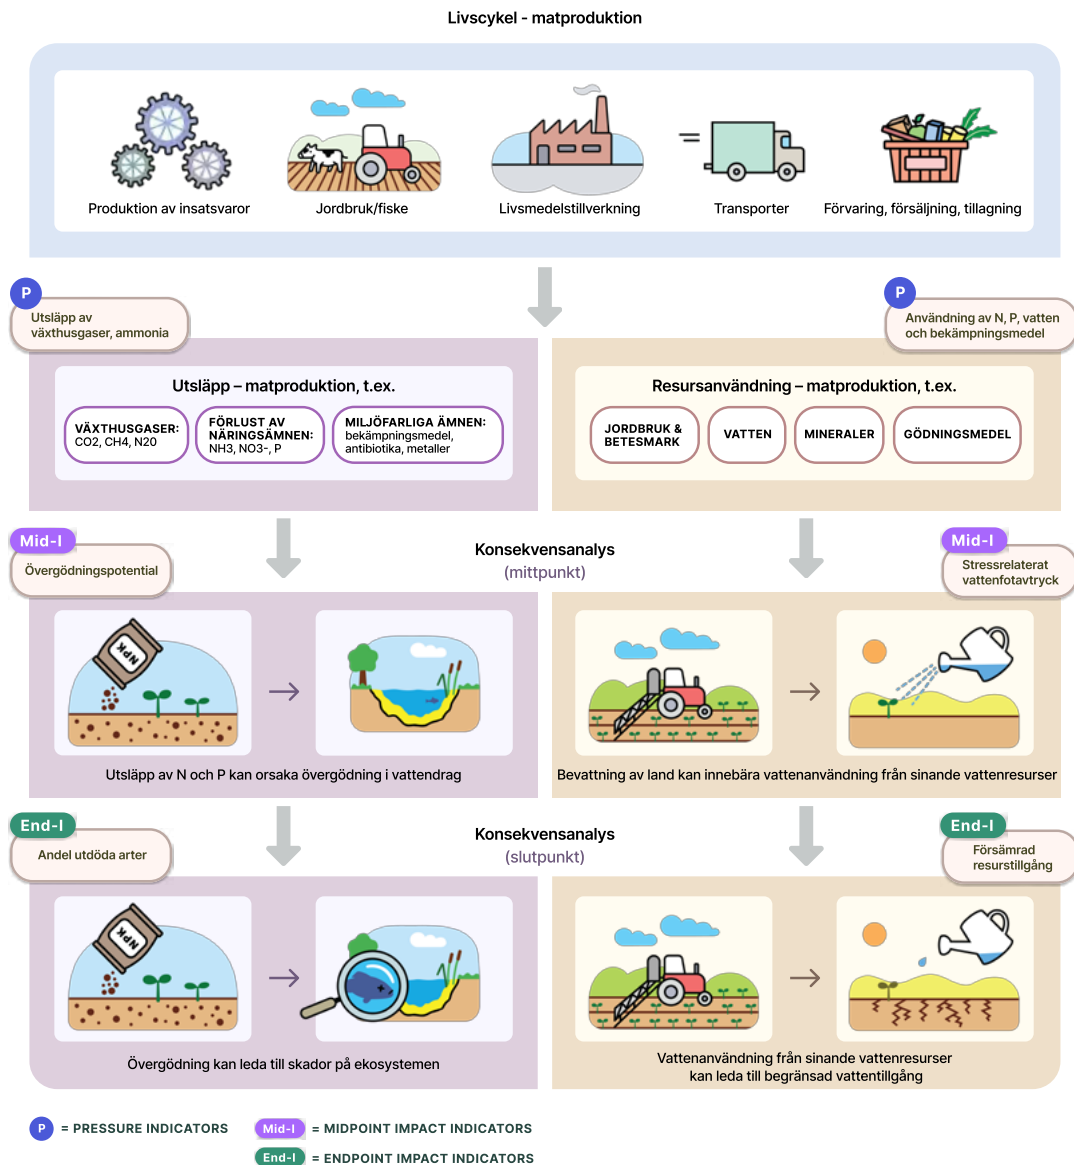 Livscykel - matproduktion
Produktion av insatsvaror
Jordbruk/fiske
Livsmedelstillverkning
Transporter
Förvaring, försäljning, tillagning
P
Utsläpp av
växthusgaser, ammonia
P
Användning av N, P, vatten
och bekämpningsmedel
Utsläpp – matproduktion, t.ex.
VÄXTHUSGASER:
CO2, CH4, N20
FÖRLUST AV
NÄRINGSÄMNEN:
NH3, NO3-, P
MILJÖFARLIGA ÄMNEN:
bekämpningsmedel,
antibiotika, metaller
Resursanvändning – matproduktion, t.ex.
JORDBRUK &
BETESMARK
VATTEN
MINERALER
GÖDNINGSMEDEL
Mid-I
Övergödningspotential
Konsekvensanalys
(mittpunkt)
Mid-I
Stressrelaterat
vattenfotavtryck
NPK
Utsläpp av N och P kan orsaka övergödning i vattendrag
Bevattning av land kan innebära vattenanvändning från sinande vattenresurser
End-I
Andel utdöda arter
Konsekvensanalys
(slutpunkt)
End-I
Försämrad
resurstillgång
NPK
Övergödning kan leda till skador på ekosystemen
Vattenanvändning från sinande vattenresurser
kan leda till begränsad vattentillgång
P = PRESSURE INDICATORS
Mid-I = MIDPOINT IMPACT INDICATORS
End-I = ENDPOINT IMPACT INDICATORS